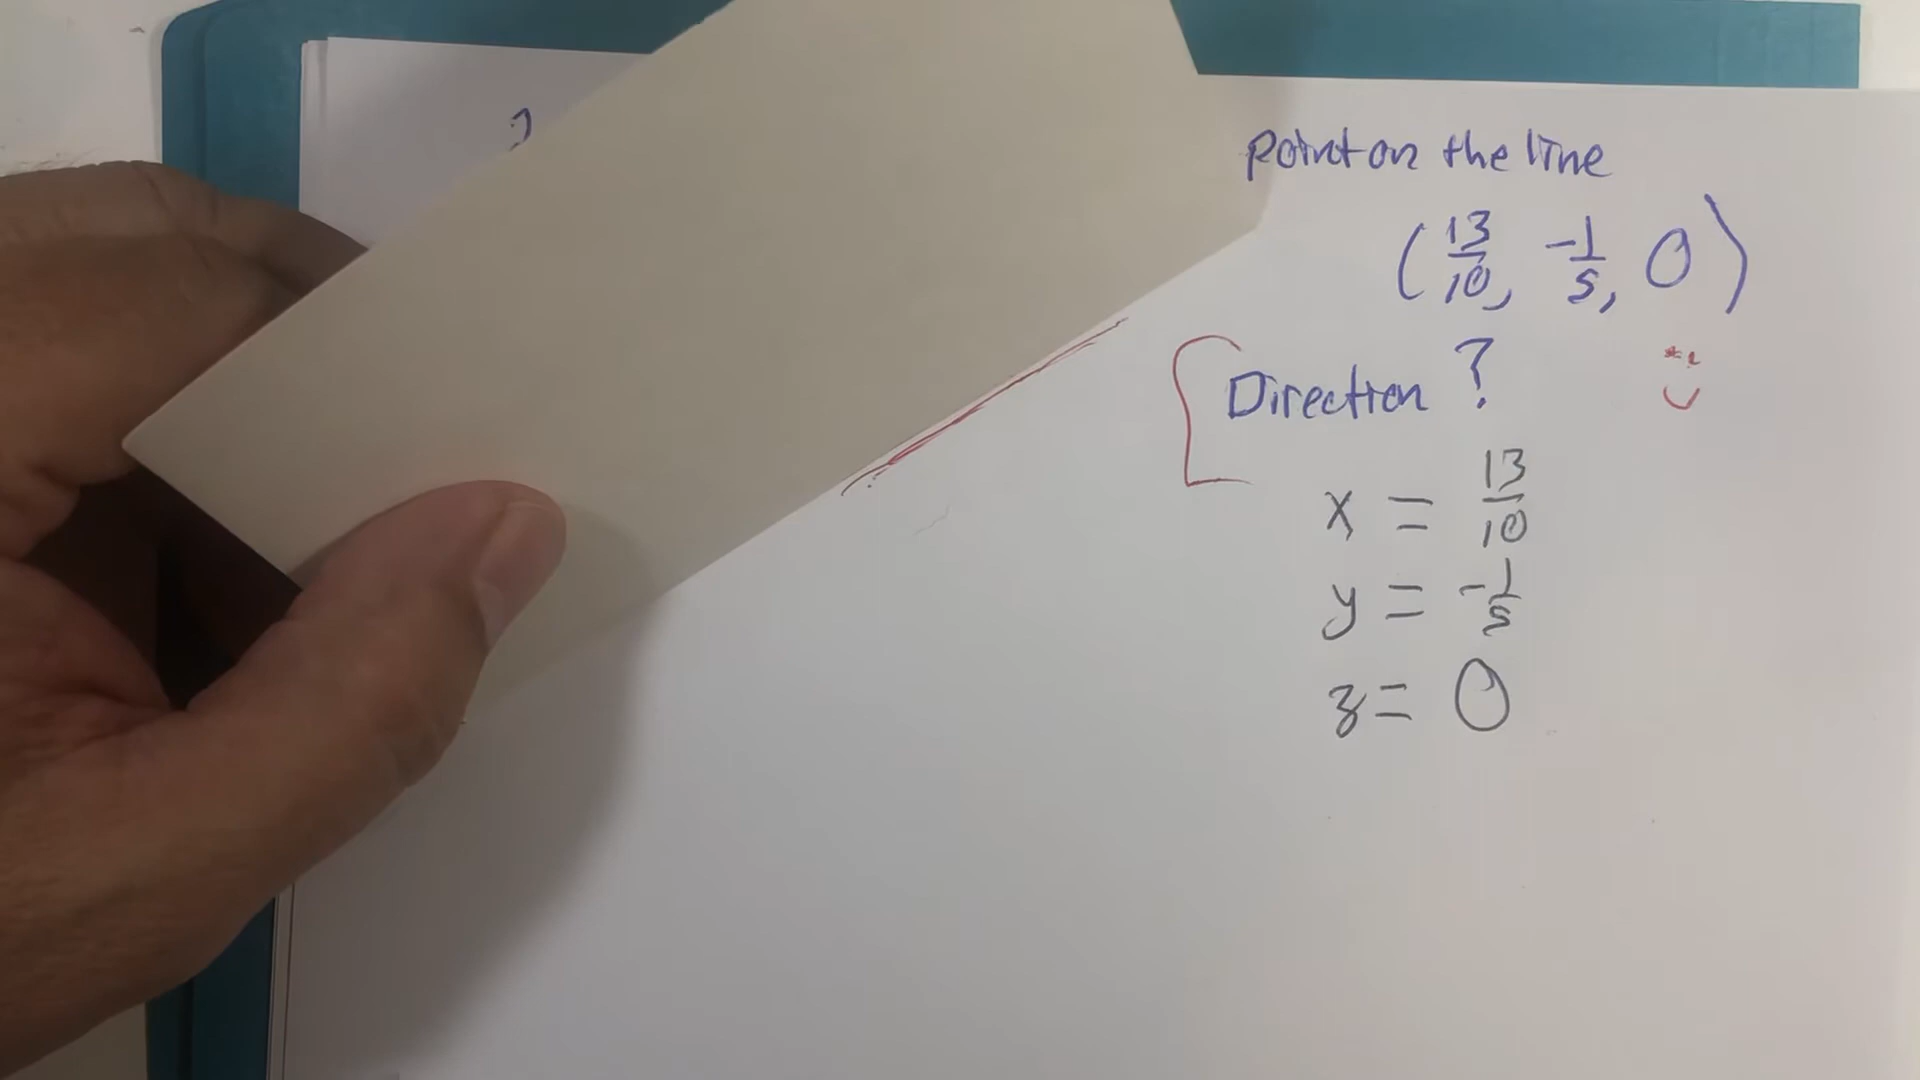 Point on the line
(13/10, -1/5, 0)
Direction ?
x = 13/10
y = -1/5
z = 0